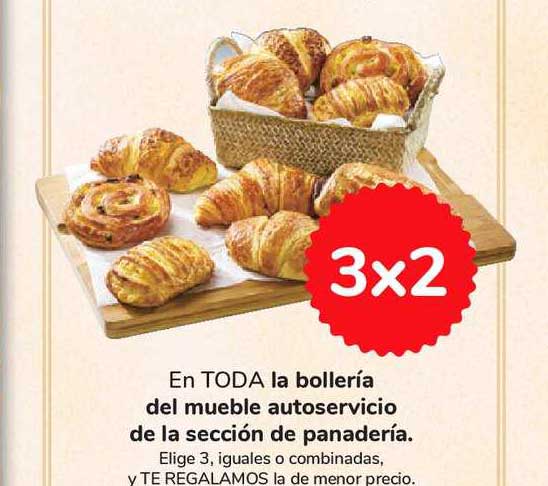 3x2
En TODA la bollería
del mueble autoservicio
de la sección de panadería.
Elige 3, iguales o combinadas,
y TE REGALAMOS la de menor precio.